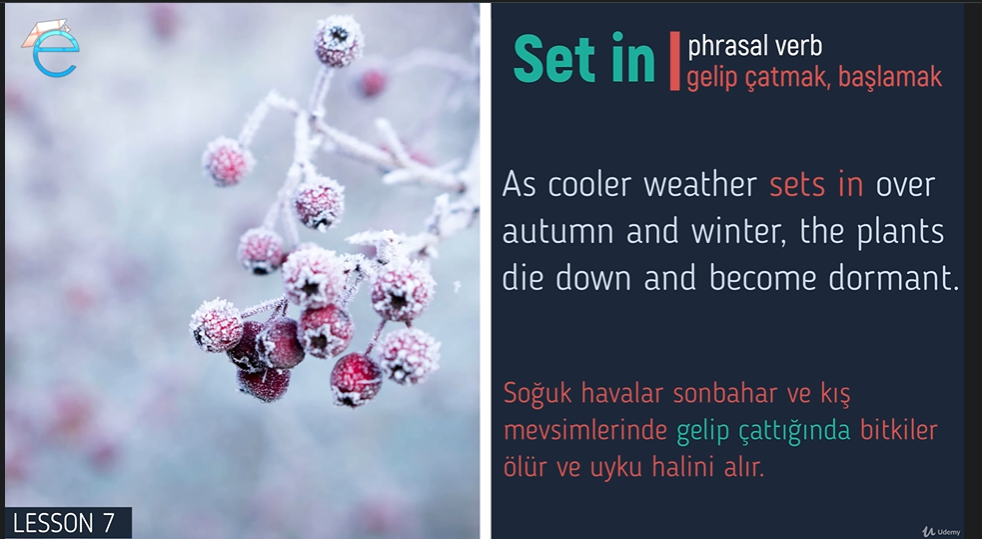 Set in
phrasal verb
gelip çatmak, başlamak
As cooler weather sets in over
autumn and winter, the plants
die down and become dormant.
Soğuk havalar sonbahar ve kış
mevsimlerinde gelip çattığında bitkiler
ölür ve uyku halini alır.
LESSON 7
Udemy